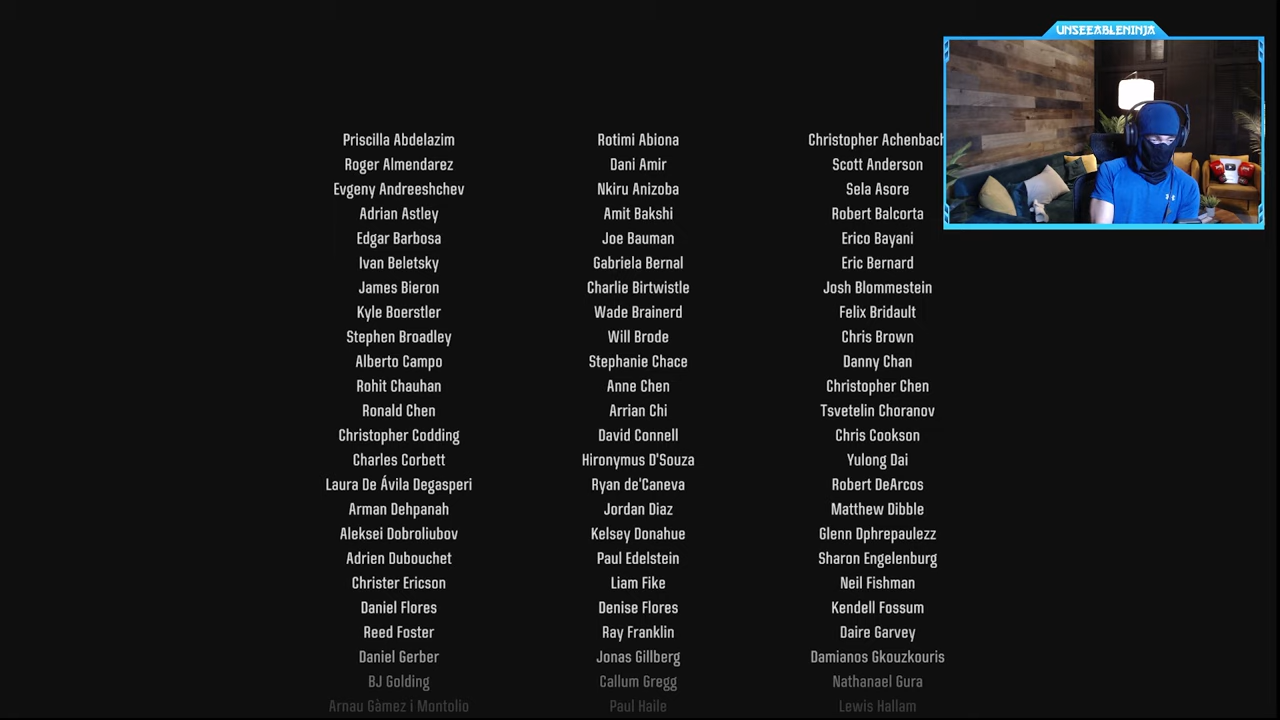 UNSEEABLENINJA
Priscilla Abdelazim Rotimi Abiona Christopher Achenbach
Roger Almendarez Dani Amir Scott Anderson
Evgeny Andreeshchev Nkiru Anizoba Sela Asore
Adrian Astley Amit Bakshi Robert Balcorta
Edgar Barbosa Joe Bauman Erico Bayani
Ivan Beletsky Gabriela Bernal Eric Bernard
James Bieron Charlie Birtwistle Josh Blommestein
Kyle Boerstler Wade Brainerd Felix Bridault
Stephen Broadley Will Brode Chris Brown
Alberto Campo Stephanie Chace Danny Chan
Rohit Chauhan Anne Chen Christopher Chen
Ronald Chen Arrian Chi Tsvetelin Choranov
Christopher Codding David Connell Chris Cookson
Charles Corbett Hironymus D'Souza Yulong Dai
Laura De Ávila Degasperi Ryan de'Caneva Robert DeArcos
Arman Dehpanah Jordan Diaz Matthew Dibble
Aleksei Dobroliubov Kelsey Donahue Glenn Dphrepaulezz
Adrien Dubouchet Paul Edelstein Sharon Engelenburg
Christer Ericson Liam Fike Neil Fishman
Daniel Flores Denise Flores Kendell Fossum
Reed Foster Ray Franklin Daire Garvey
Daniel Gerber Jonas Gillberg Damianos Gkouzkouris
BJ Golding Callum Gregg Nathanael Gura
Arnau Gàmez i Montolio Paul Haile Lewis Hallam